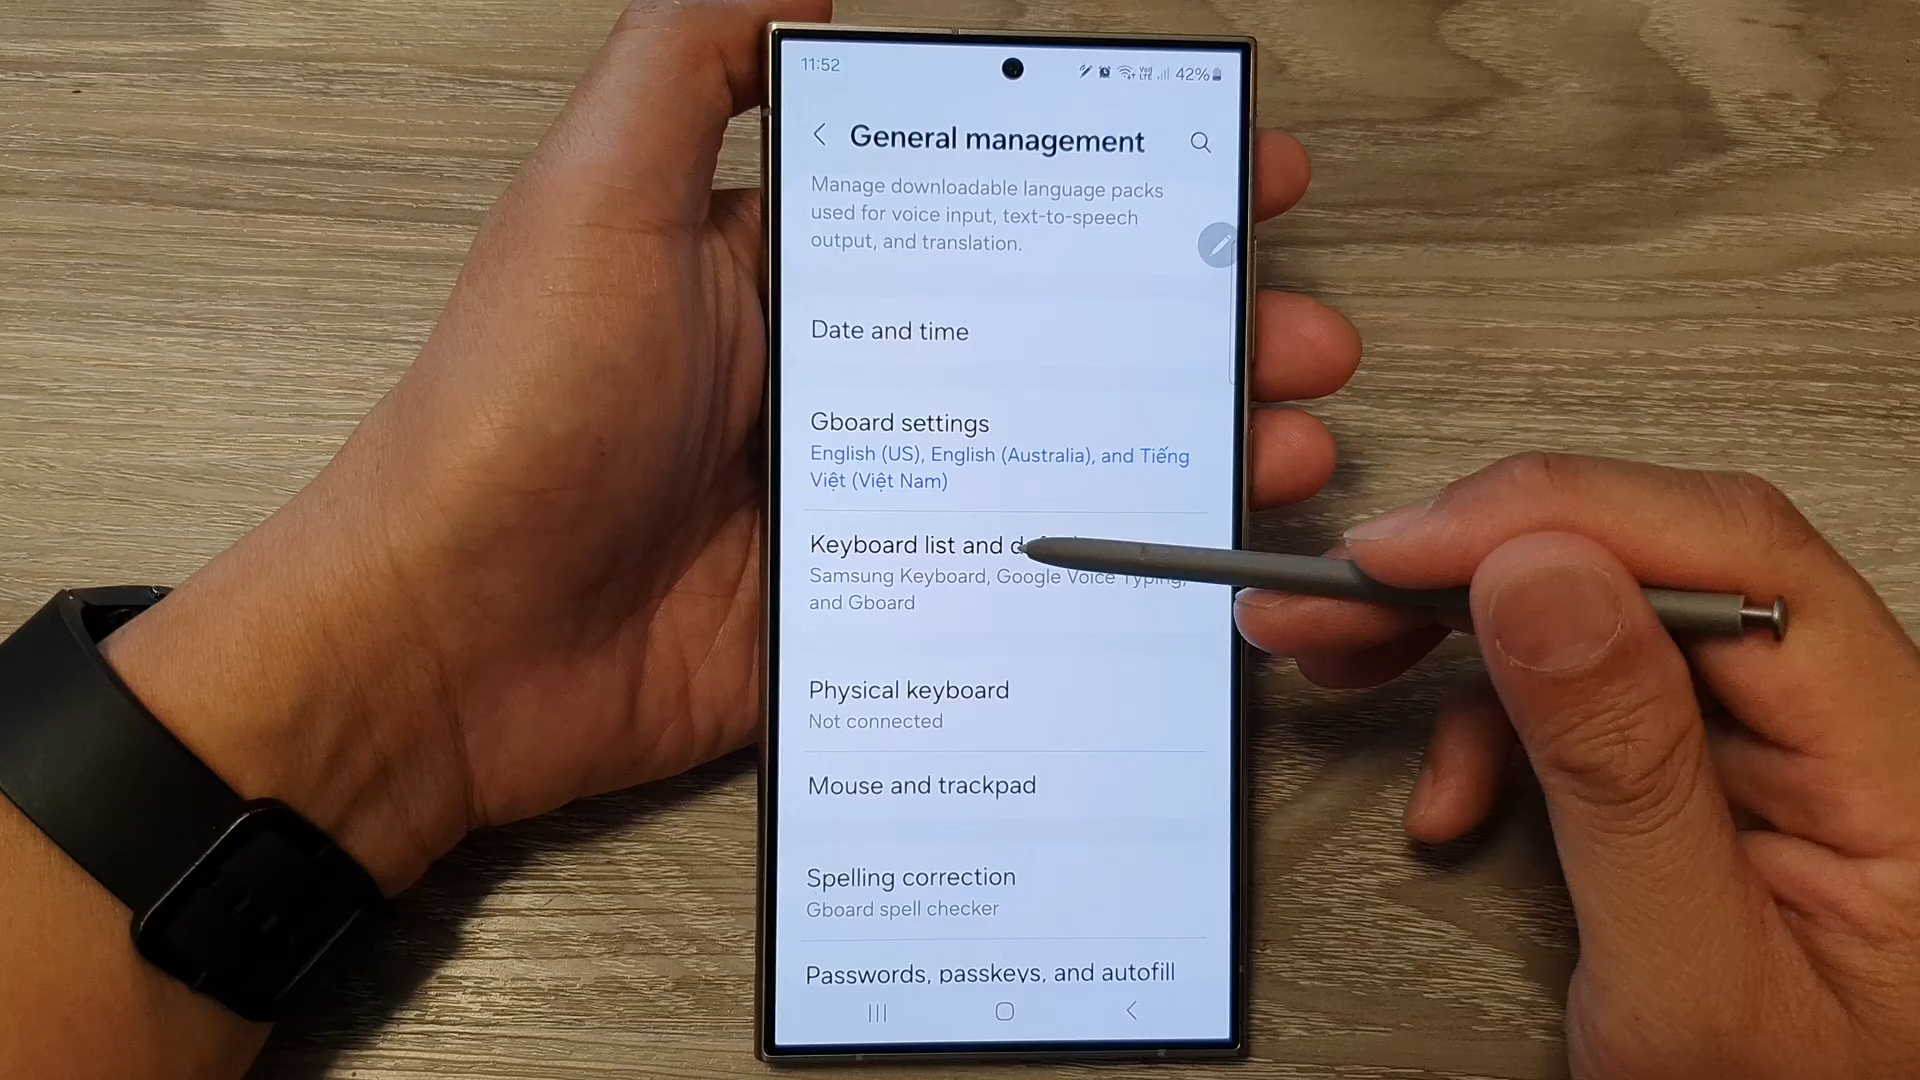 11:52
Vo)) LTE 42%
General management
Manage downloadable language packs
used for voice input, text-to-speech
output, and translation.
Date and time
Gboard settings
English (US), English (Australia), and Tiếng
Việt (Việt Nam)
Keyboard list and
Samsung Keyboard, Google Voice Typing,
and Gboard
Physical keyboard
Not connected
Mouse and trackpad
Spelling correction
Gboard spell checker
Passwords, passkeys, and autofill